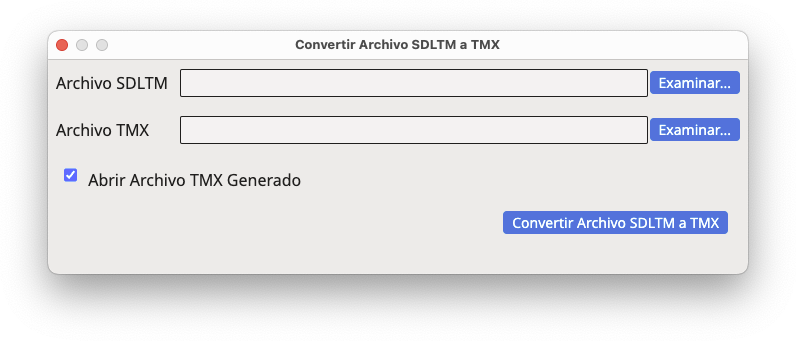 Convertir Archivo SDLTM a TMX
Archivo SDLTM Examinar...
Archivo TMX Examinar...
Abrir Archivo TMX Generado
Convertir Archivo SDLTM a TMX